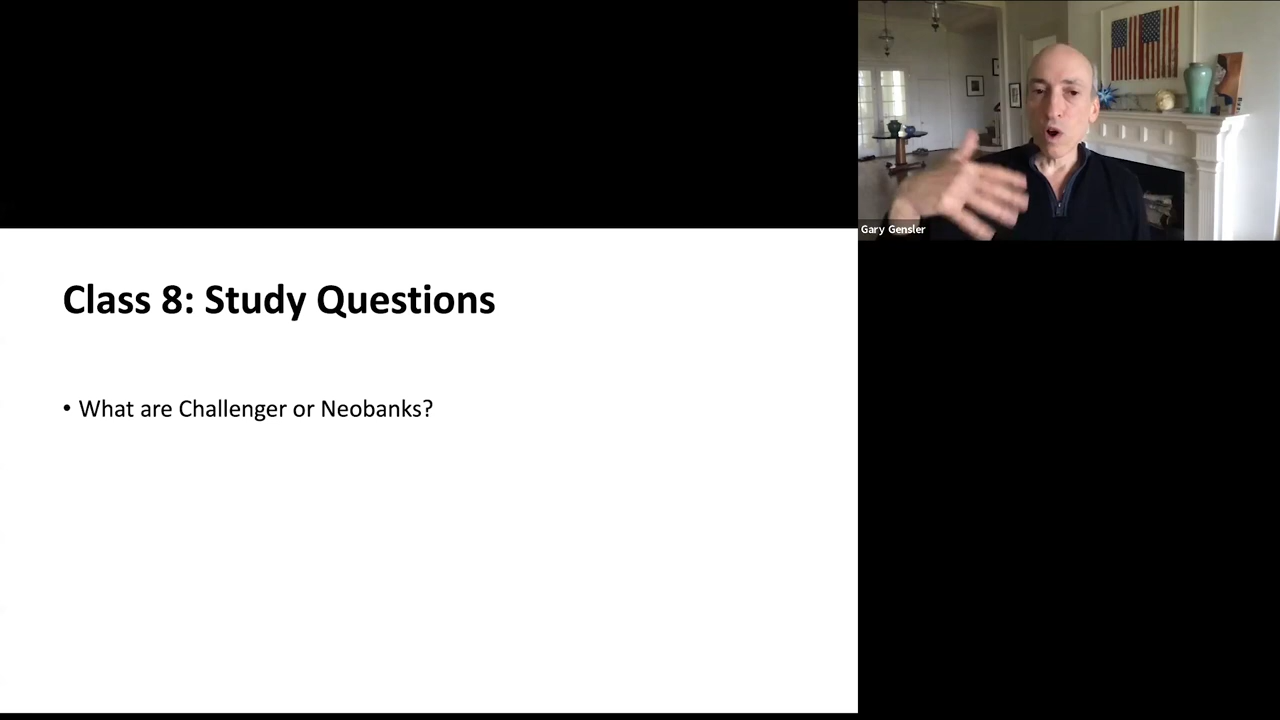 Gary Gensler
Class 8: Study Questions
• What are Challenger or Neobanks?